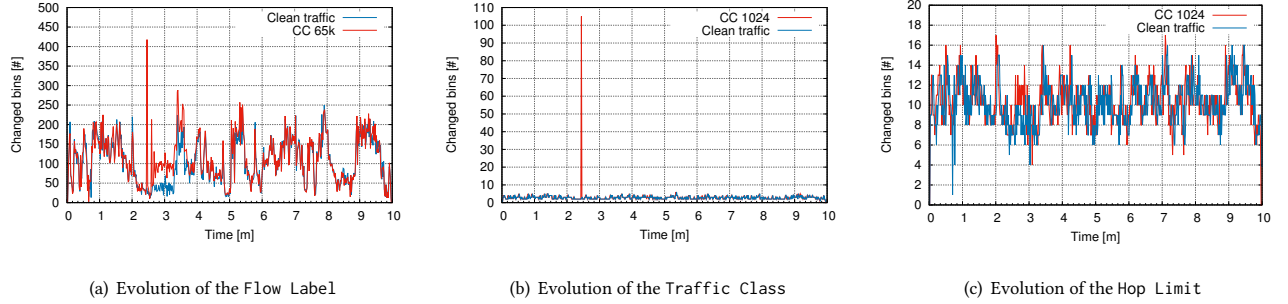 Changed bins [#]
500
450
400
350
300
250
200
150
100
50
0
Clean traffic
CC 65k
0 1 2 3 4 5 6 7 8 9 10
Time [m]
(a) Evolution of the Flow Label
Changed bins [#]
110
100
90
80
70
60
50
40
30
20
10
0
CC 1024
Clean traffic
0 1 2 3 4 5 6 7 8 9 10
Time [m]
(b) Evolution of the Traffic Class
Changed bins [#]
20
18
16
14
12
10
8
6
4
2
0
CC 1024
Clean traffic
0 1 2 3 4 5 6 7 8 9 10
Time [m]
(c) Evolution of the Hop Limit